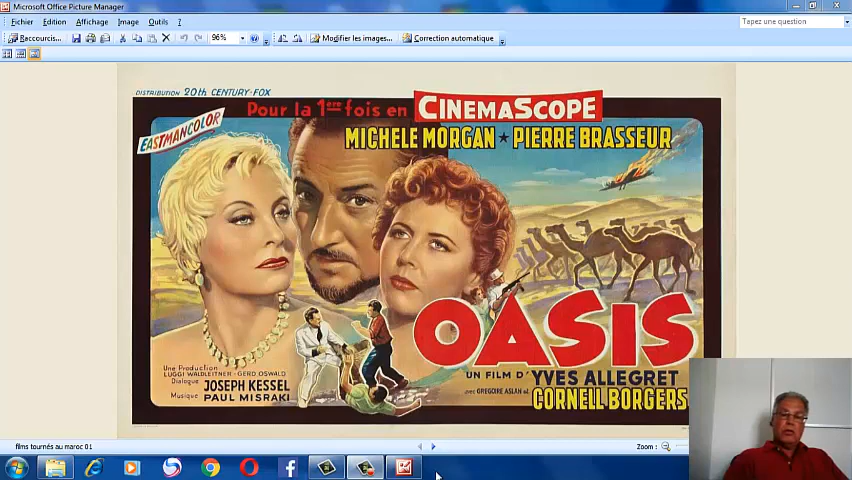 Microsoft Office Picture Manager
Fichier Edition Affichage Image Outils ?
Tapez une question
Raccourcis... 96% Modifier les images... Correction automatique
DISTRIBUTION 20TH CENTURY-FOX
Pour la 1ère fois en CINEMASCOPE
EASTMANCOLOR
MICHELE MORGAN ★ PIERRE BRASSEUR
OASIS
Une Production
LUGGI WALDLEITNER - GERD. OSWALD
Dialogue JOSEPH KESSEL
Musique PAUL MISRAKI
UN FILM D'YVES ALLEGRET
avec GREGOIRE ASLAN et CORNELL BORGERS
films tournés au maroc 01
Zoom :